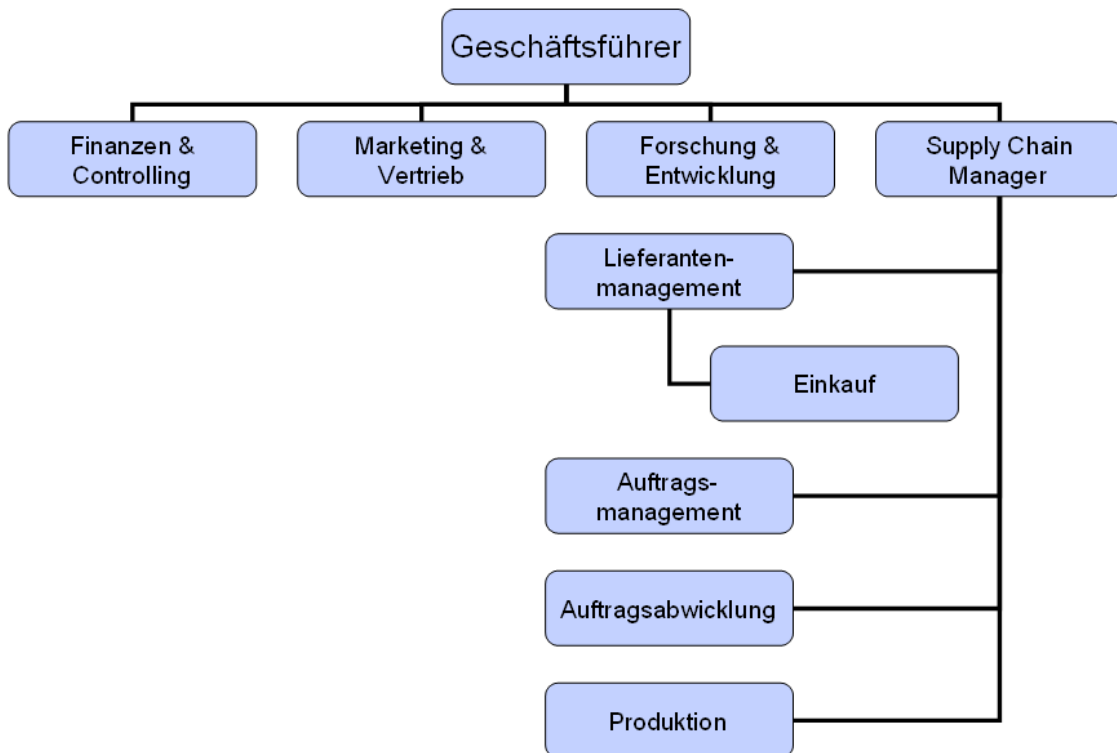 Geschäftsführer
Finanzen &
Controlling
Marketing &
Vertrieb
Forschung &
Entwicklung
Supply Chain
Manager
Lieferanten-
management
Einkauf
Auftrags-
management
Auftragsabwicklung
Produktion